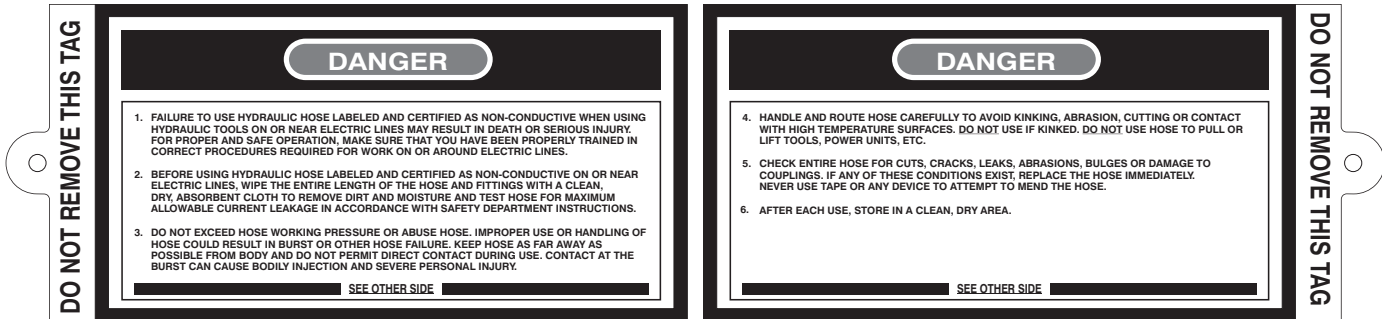 DO NOT REMOVE THIS TAG
DANGER
1. FAILURE TO USE HYDRAULIC HOSE LABELED AND CERTIFIED AS NON-CONDUCTIVE WHEN USING
HYDRAULIC TOOLS ON OR NEAR ELECTRIC LINES MAY RESULT IN DEATH OR SERIOUS INJURY.
FOR PROPER AND SAFE OPERATION, MAKE SURE THAT YOU HAVE BEEN PROPERLY TRAINED IN
CORRECT PROCEDURES REQUIRED FOR WORK ON OR AROUND ELECTRIC LINES.
2. BEFORE USING HYDRAULIC HOSE LABELED AND CERTIFIED AS NON-CONDUCTIVE ON OR NEAR
ELECTRIC LINES, WIPE THE ENTIRE LENGTH OF THE HOSE AND FITTINGS WITH A CLEAN,
DRY, ABSORBENT CLOTH TO REMOVE DIRT AND MOISTURE AND TEST HOSE FOR MAXIMUM
ALLOWABLE CURRENT LEAKAGE IN ACCORDANCE WITH SAFETY DEPARTMENT INSTRUCTIONS.
3. DO NOT EXCEED HOSE WORKING PRESSURE OR ABUSE HOSE. IMPROPER USE OR HANDLING OF
HOSE COULD RESULT IN BURST OR OTHER HOSE FAILURE. KEEP HOSE AS FAR AWAY AS
POSSIBLE FROM BODY AND DO NOT PERMIT DIRECT CONTACT DURING USE. CONTACT AT THE
BURST CAN CAUSE BODILY INJECTION AND SEVERE PERSONAL INJURY.
SEE OTHER SIDE
DANGER
4. HANDLE AND ROUTE HOSE CAREFULLY TO AVOID KINKING, ABRASION, CUTTING OR CONTACT
WITH HIGH TEMPERATURE SURFACES. DO NOT USE IF KINKED. DO NOT USE HOSE TO PULL OR
LIFT TOOLS, POWER UNITS, ETC.
5. CHECK ENTIRE HOSE FOR CUTS, CRACKS, LEAKS, ABRASIONS, BULGES OR DAMAGE TO
COUPLINGS. IF ANY OF THESE CONDITIONS EXIST, REPLACE THE HOSE IMMEDIATELY.
NEVER USE TAPE OR ANY DEVICE TO ATTEMPT TO MEND THE HOSE.
6. AFTER EACH USE, STORE IN A CLEAN, DRY AREA.
SEE OTHER SIDE
DO NOT REMOVE THIS TAG